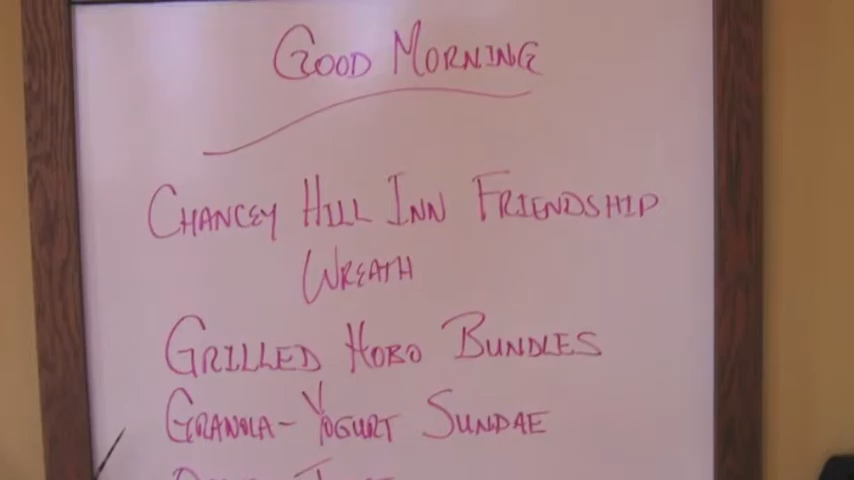 GOOD MORNING
CHANCEY HILL INN FRIENDSHIP
WREATH
GRILLED HOBO BUNDLES
GRANOLA-YOGURT SUNDAE